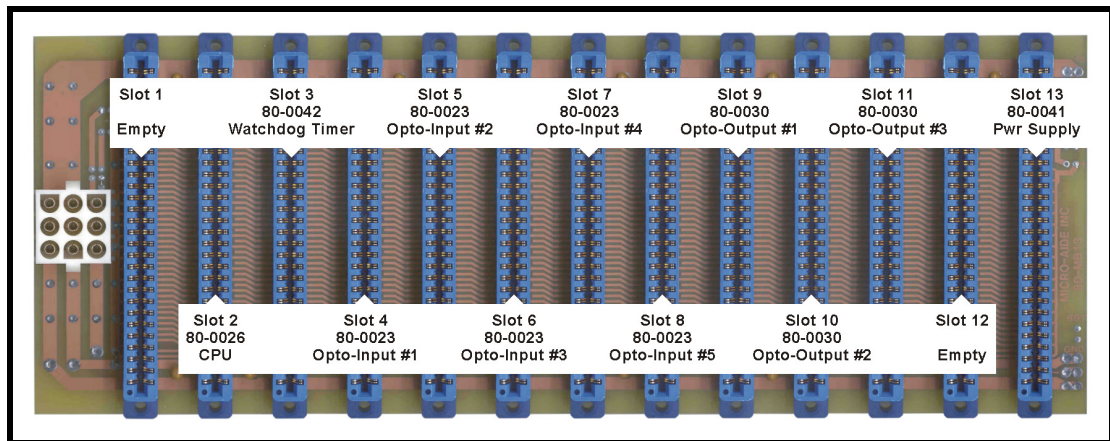 Slot 1
Empty
Slot 3
80-0042
Watchdog Timer
Slot 5
80-0023
Opto-Input #2
Slot 7
80-0023
Opto-Input #4
Slot 9
80-0030
Opto-Output #1
Slot 11
80-0030
Opto-Output #3
Slot 13
80-0041
Pwr Supply
Slot 2
80-0026
CPU
Slot 4
80-0023
Opto-Input #1
Slot 6
80-0023
Opto-Input #3
Slot 8
80-0023
Opto-Input #5
Slot 10
80-0030
Opto-Output #2
Slot 12
Empty
MICRO-AIDE INC